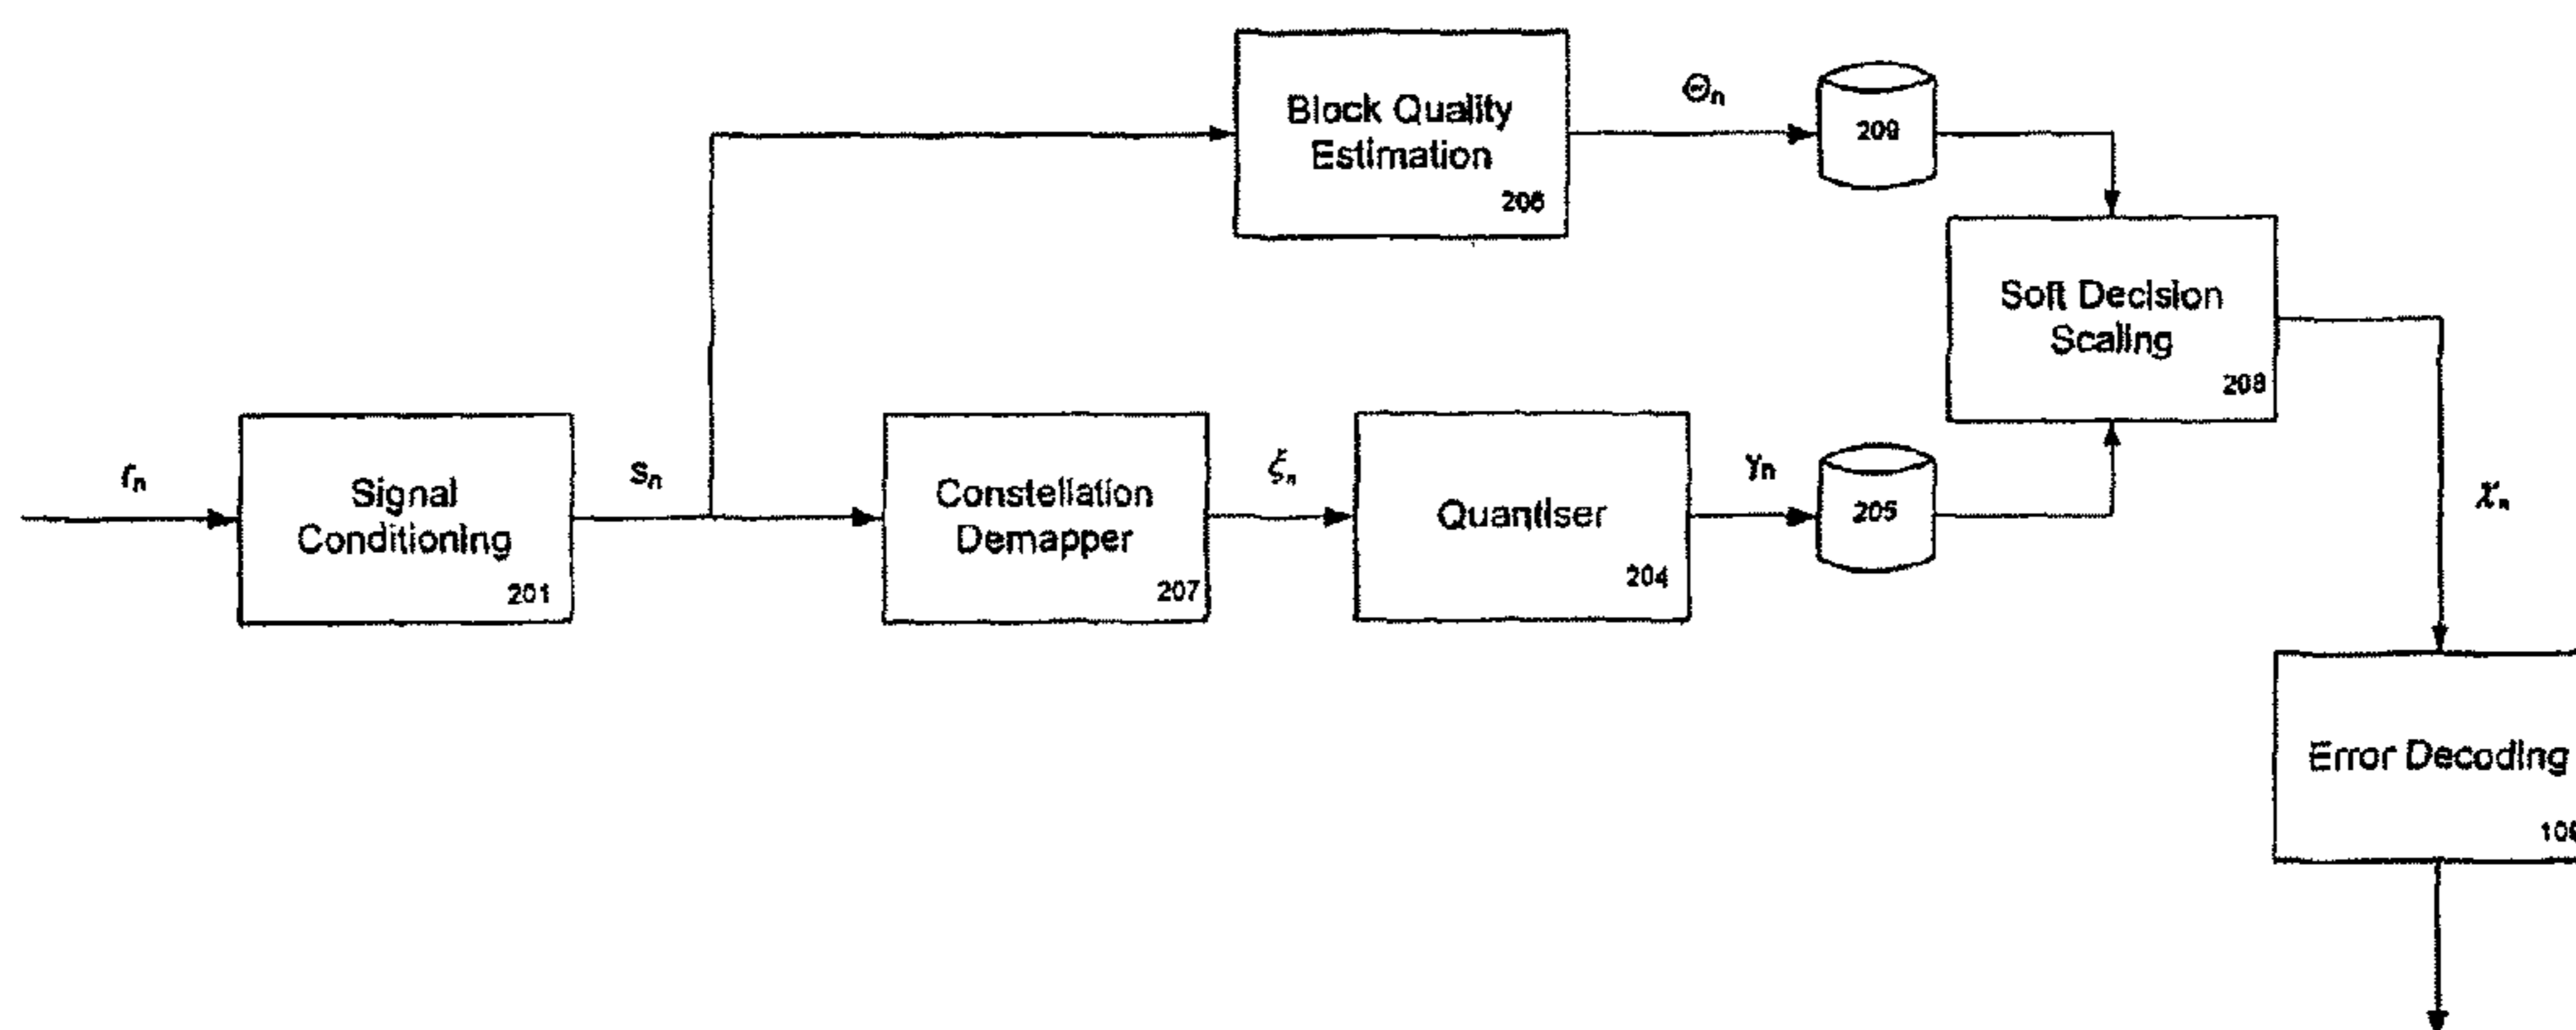 Block Quality
Estimation
206
Θn
209
Soft Decision
Scaling
208
rn
Signal
Conditioning
201
sn
Constellation
Demapper
207
ξn
Quantiser
204
yn
205
χn
Error Decoding